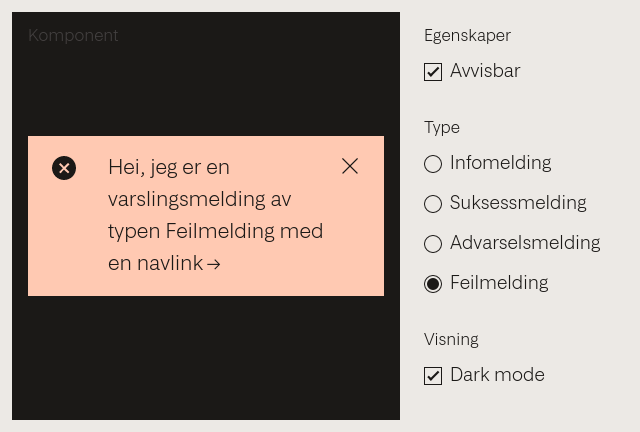 Komponent
Hei, jeg er en
varslingsmelding av
typen Feilmelding med
en navlink→
Egenskaper
Avvisbar
Type
Infomelding
Suksessmelding
Advarselsmelding
Feilmelding
Visning
Dark mode